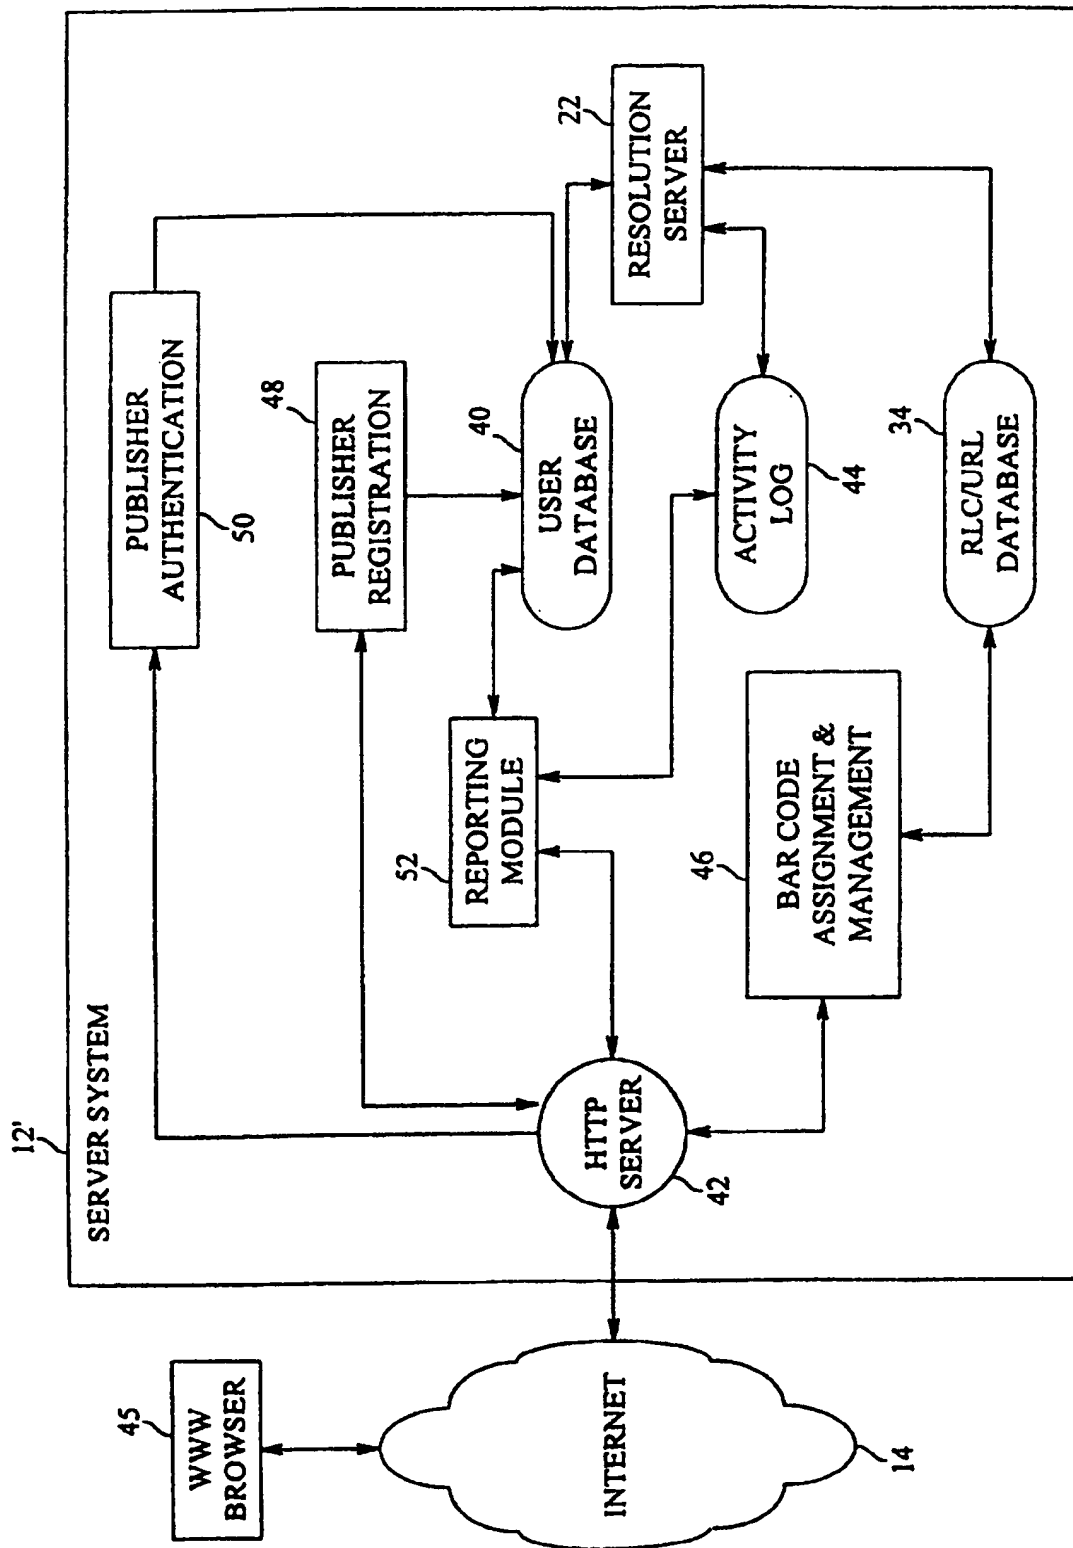 12'
SERVER SYSTEM
45
WWW
BROWSER
INTERNET
14
HTTP
SERVER
42
PUBLISHER
AUTHENTICATION
50
PUBLISHER
REGISTRATION
48
REPORTING
MODULE
52
USER
DATABASE
40
RESOLUTION
SERVER
22
ACTIVITY
LOG
44
BAR CODE
ASSIGNMENT &
MANAGEMENT
46
RLC/URL
DATABASE
34